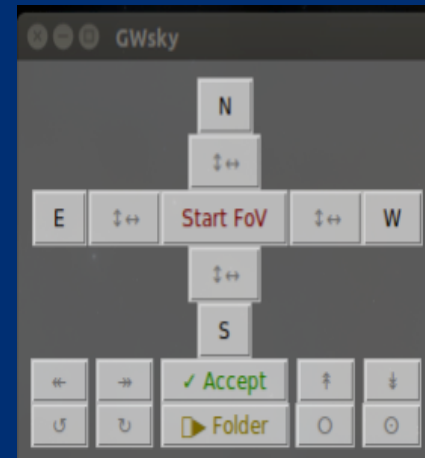 GWsky
N
↕↔
E ↕↔ Start FoV ↕↔ W
↕↔
S
↞ ↠ ✓ Accept ↟ ↡
↺ ↻ Folder O ⊙